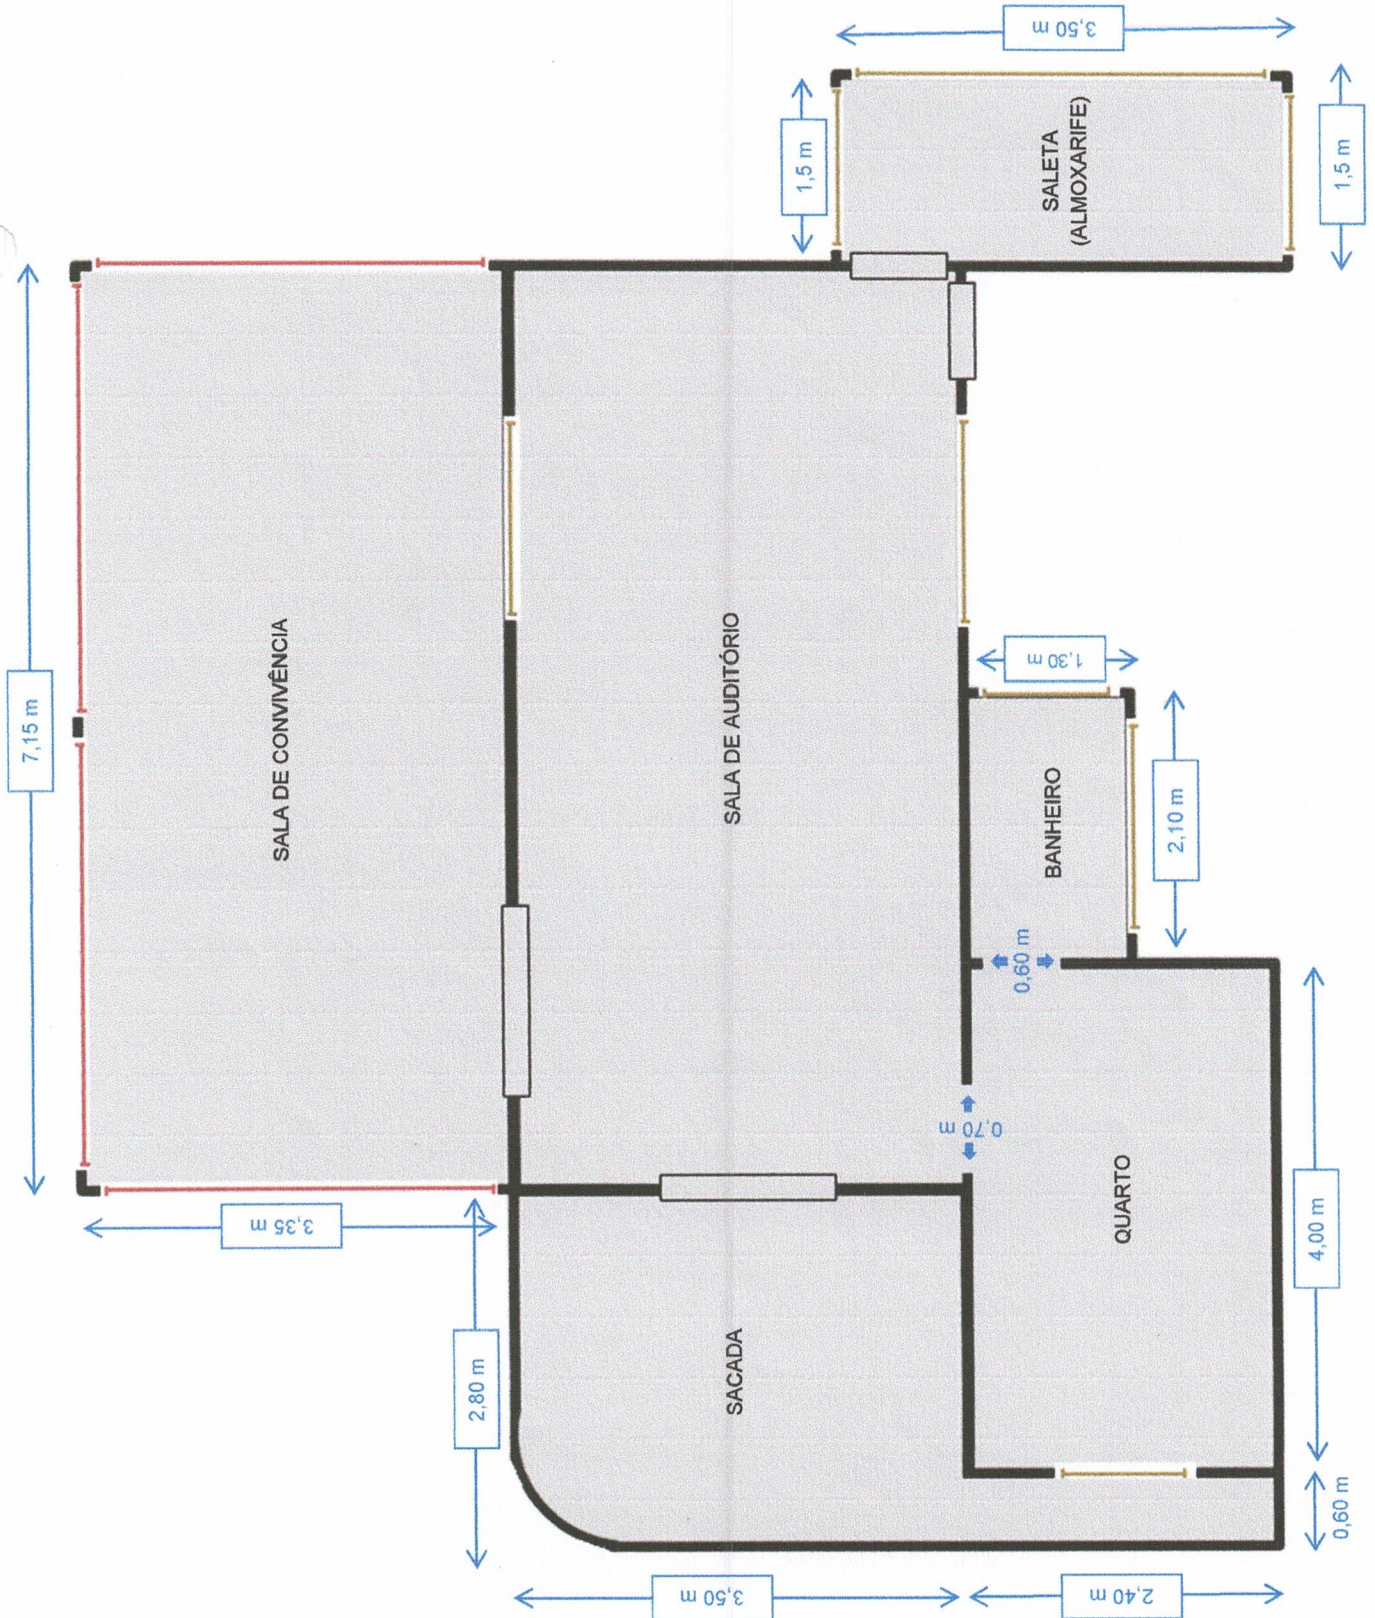 3,50 m
1,5 m
SALETA
(ALMOXARIFE)
1,5 m
7,15 m
SALA DE CONVIVÊNCIA
SALA DE AUDITÓRIO
1,30 m
BANHEIRO
2,10 m
0,60 m
0,70 m
3,35 m
QUARTO
4,00 m
2,80 m
SACADA
0,60 m
3,50 m
2,40 m